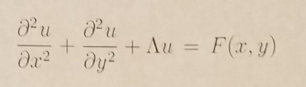 ∂²u/∂x² + ∂²u/∂y² + Λu = F(x, y)